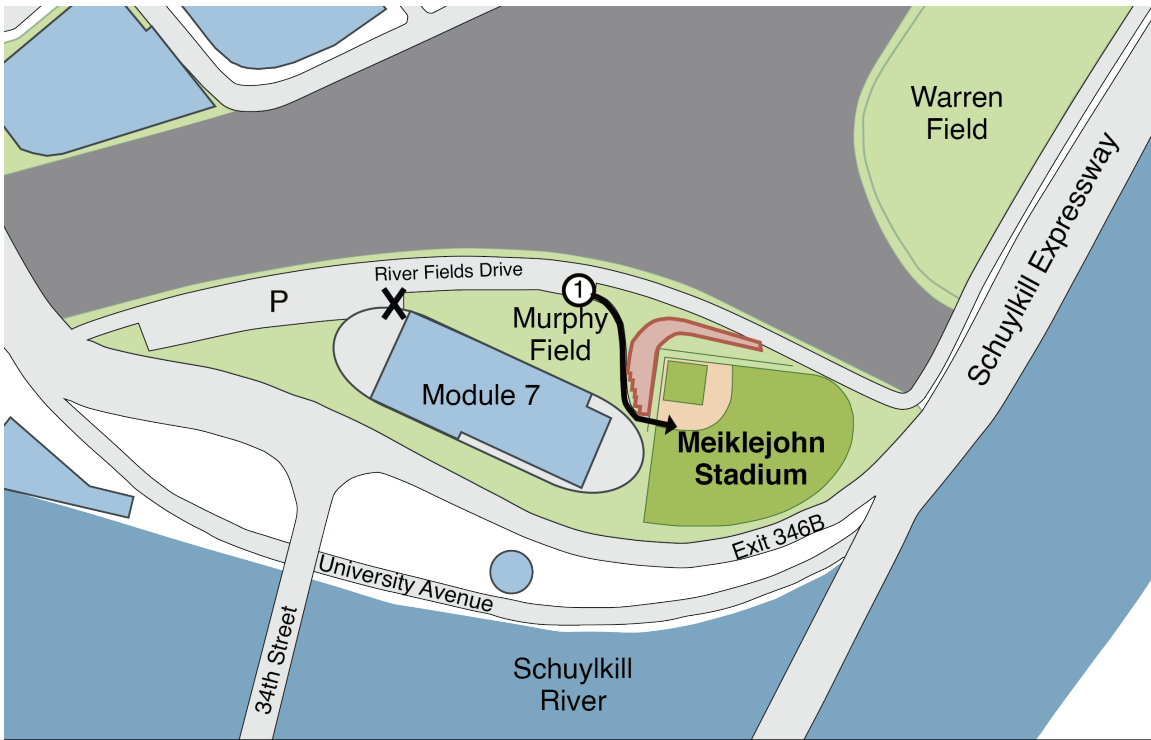 Warren
Field
Schuylkill Expressway
River Fields Drive
P
X
1
Murphy
Field
Module 7
Meiklejohn
Stadium
Exit 346B
University Avenue
34th Street
Schuylkill
River